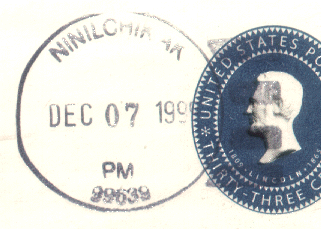 NINILCHIK AK
DEC 07 199
PM
99639
UNITED STATES PO
1809 · LINCOLN · 1865
THIRTY-THREE C